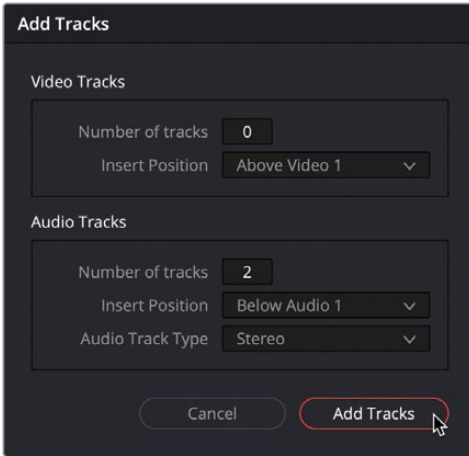 Add Tracks
Video Tracks
Number of tracks 0
Insert Position Above Video 1
Audio Tracks
Number of tracks 2
Insert Position Below Audio 1
Audio Track Type Stereo
Cancel Add Tracks